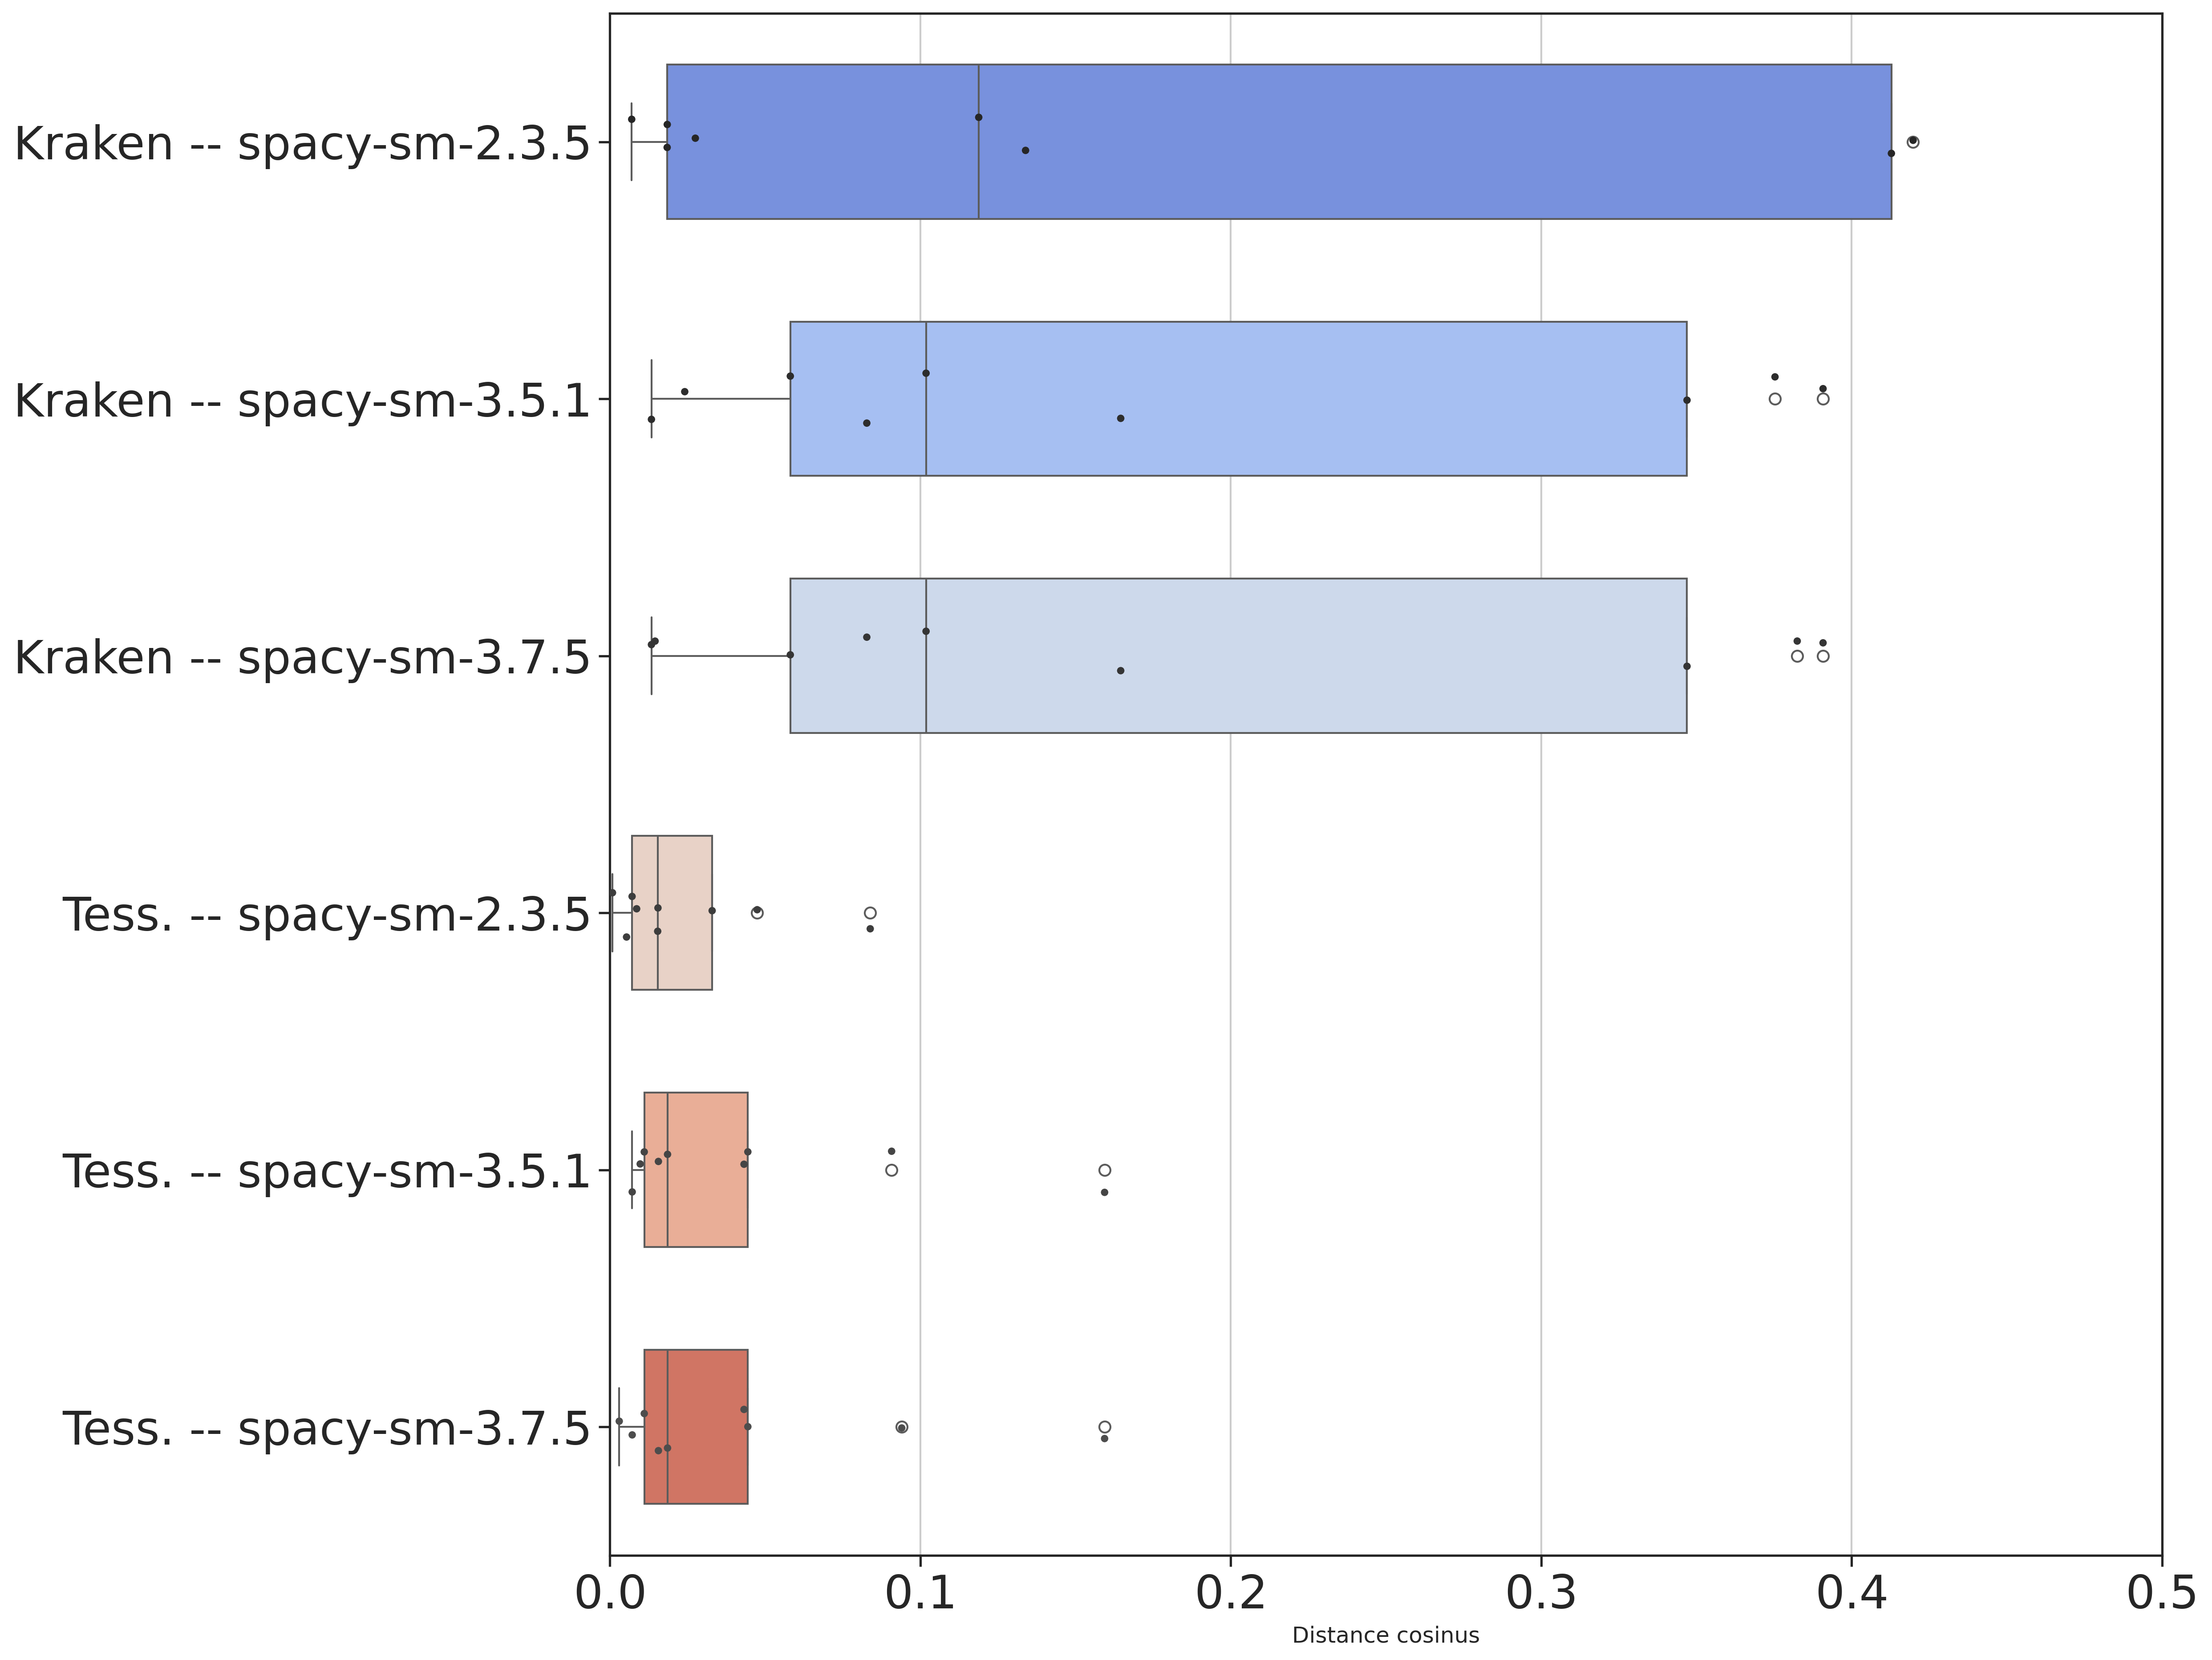 Kraken -- spacy-sm-2.3.5
Kraken -- spacy-sm-3.5.1
Kraken -- spacy-sm-3.7.5
Tess. -- spacy-sm-2.3.5
Tess. -- spacy-sm-3.5.1
Tess. -- spacy-sm-3.7.5
0.0 0.1 0.2 0.3 0.4 0.5
Distance cosinus